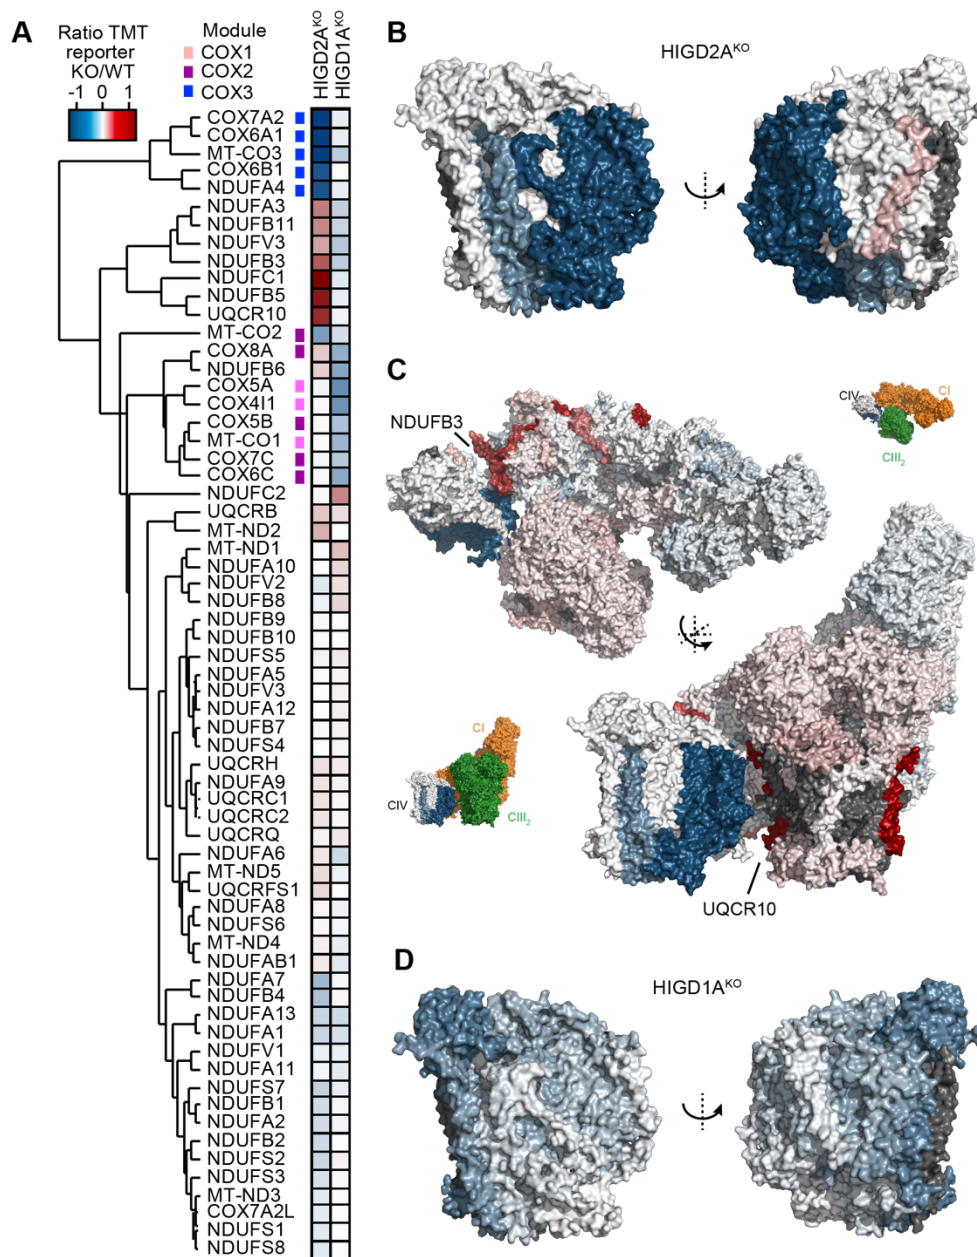 A
Ratio TMT
reporter
KO/WT
-1 0 1
Module
COX1
COX2
COX3
HIGD2AKO
HIGD1AKO
COX7A2
COX6A1
MT-CO3
COX6B1
NDUFA4
NDUFA3
NDUFB11
NDUFV3
NDUFB3
NDUFC1
NDUFB5
UQCR10
MT-CO2
COX8A
NDUFB6
COX5A
COX4I1
COX5B
MT-CO1
COX7C
COX6C
NDUFC2
UQCRB
MT-ND2
MT-ND1
NDUFA10
NDUFV2
NDUFB8
NDUFB9
NDUFB10
NDUFS5
NDUFA5
NDUFV3
NDUFA12
NDUFB7
NDUFS4
UQCRH
NDUFA9
UQCRC1
UQCRC2
UQCRQ
NDUFA6
MT-ND5
UQCRFS1
NDUFA8
NDUFS6
MT-ND4
NDUFAB1
NDUFA7
NDUFB4
NDUFA13
NDUFA1
NDUFV1
NDUFA11
NDUFS7
NDUFB1
NDUFA2
NDUFB2
NDUFS2
NDUFS3
MT-ND3
COX7A2L
NDUFS1
NDUFS8
B
HIGD2AKO
C
NDUFB3
CIV
CI
CIII2
CI
CIV
CIII2
UQCR10
D
HIGD1AKO